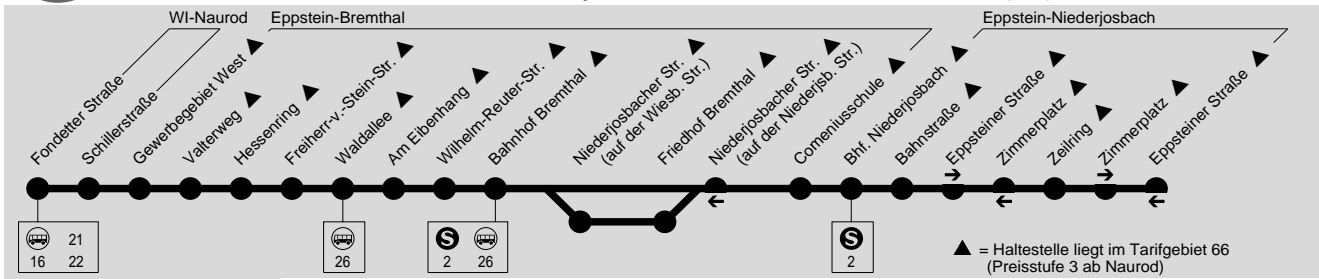 WI-Naurod
Eppstein-Bremthal
Eppstein-Niederjosbach
Fondetter Straße
Schillerstraße
Gewerbegebiet West
Valterweg
Hessenring
Freiherr-v.-Stein-Str.
Waldallee
Am Eibenhang
Wilhelm-Reuter-Str.
Bahnhof Bremthal
Niederjosbacher Str.
(auf der Wiesb. Str.)
Friedhof Bremthal
Niederjosbacher Str.
(auf der Niederjsb. Str.)
Comeniusschule
Bhf. Niederjosbach
Bahnstraße
Eppsteiner Straße
Zimmerplatz
Zeilring
Zimmerplatz
Eppsteiner Straße
21
16 22
26
S
2 26
S
2
= Haltestelle liegt im Tarifgebiet 66
(Preisstufe 3 ab Naurod)